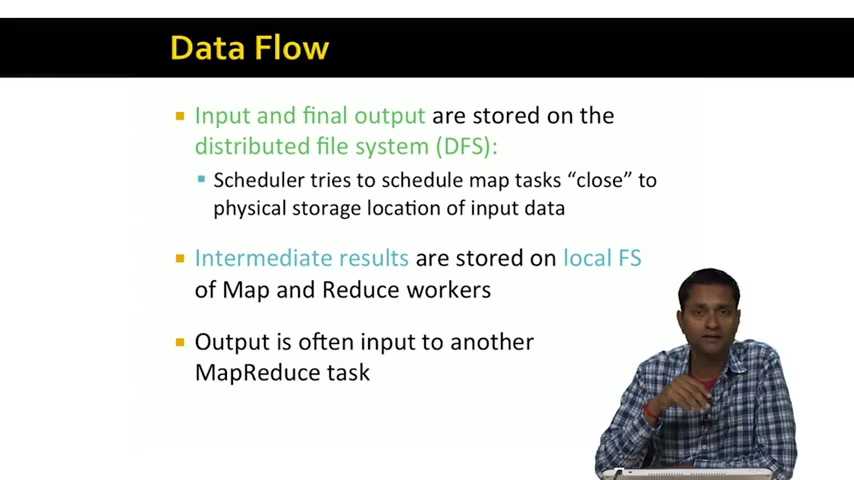 Data Flow
Input and final output are stored on the
distributed file system (DFS):
Scheduler tries to schedule map tasks “close” to
physical storage location of input data
Intermediate results are stored on local FS
of Map and Reduce workers
Output is often input to another
MapReduce task